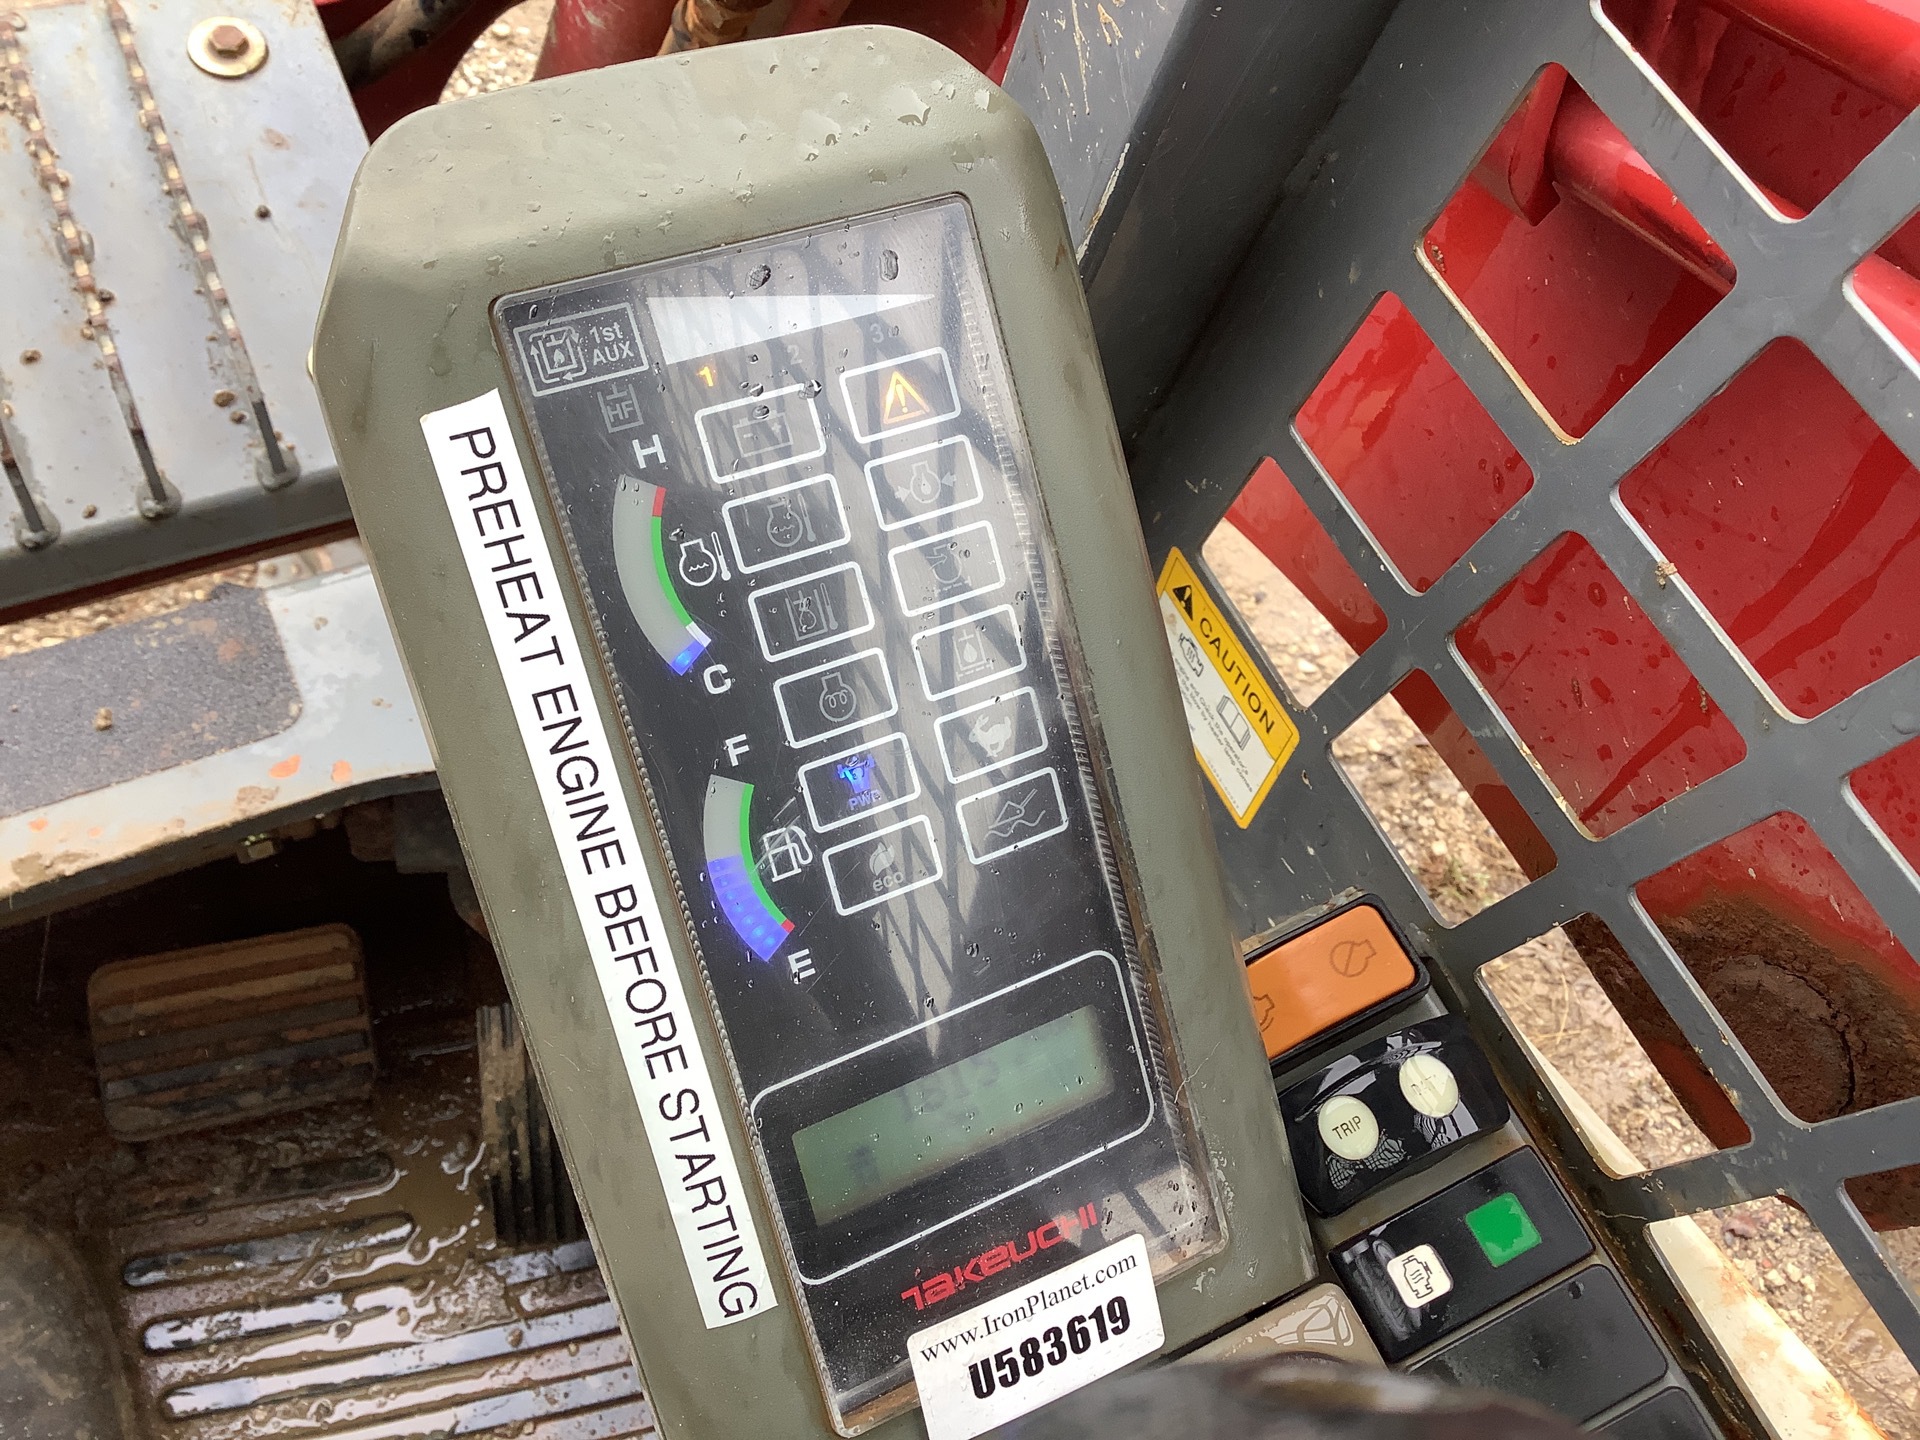 1st
AUX
HF
1 2 3
H
C
F
E
PWR
eco
PREHEAT ENGINE BEFORE STARTING
CAUTION
TRIP
TAKEUCHI
www.IronPlanet.com
U583619